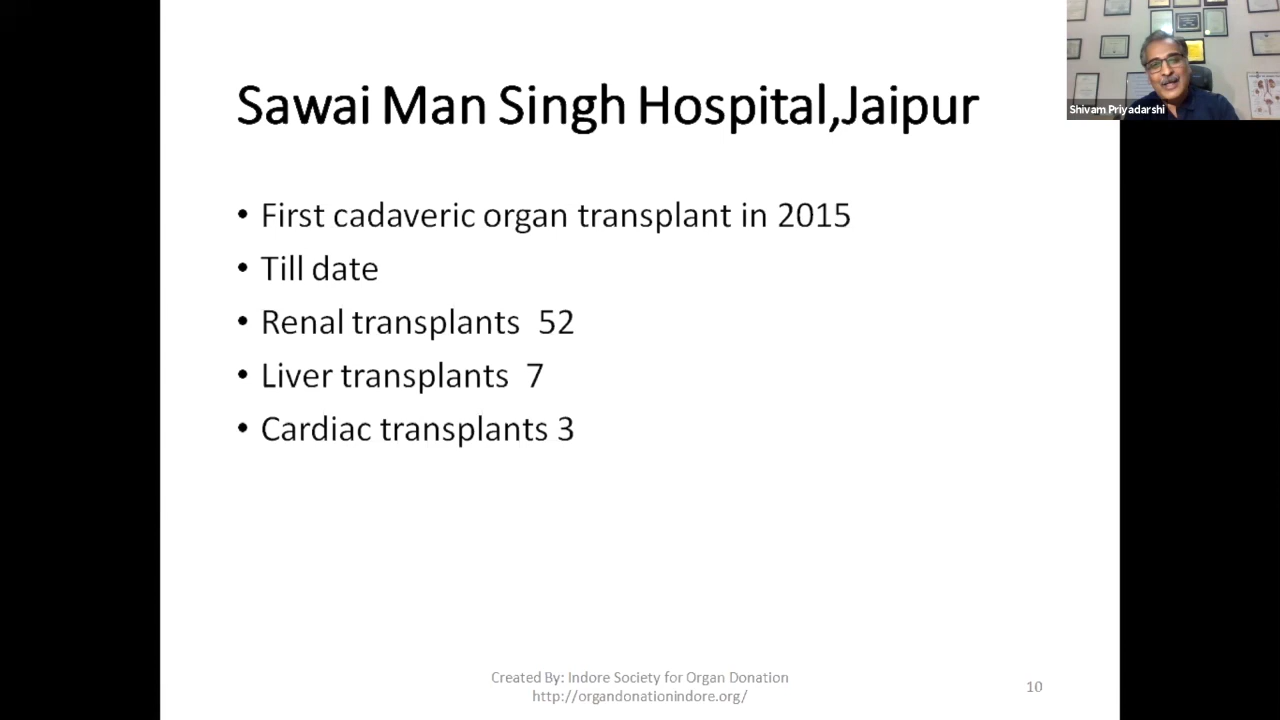 Sawai Man Singh Hospital,Jaipur
Shivam Priyadarshi
• First cadaveric organ transplant in 2015
• Till date
• Renal transplants 52
• Liver transplants 7
• Cardiac transplants 3
Created By: Indore Society for Organ Donation
http://organdonationindore.org/
10